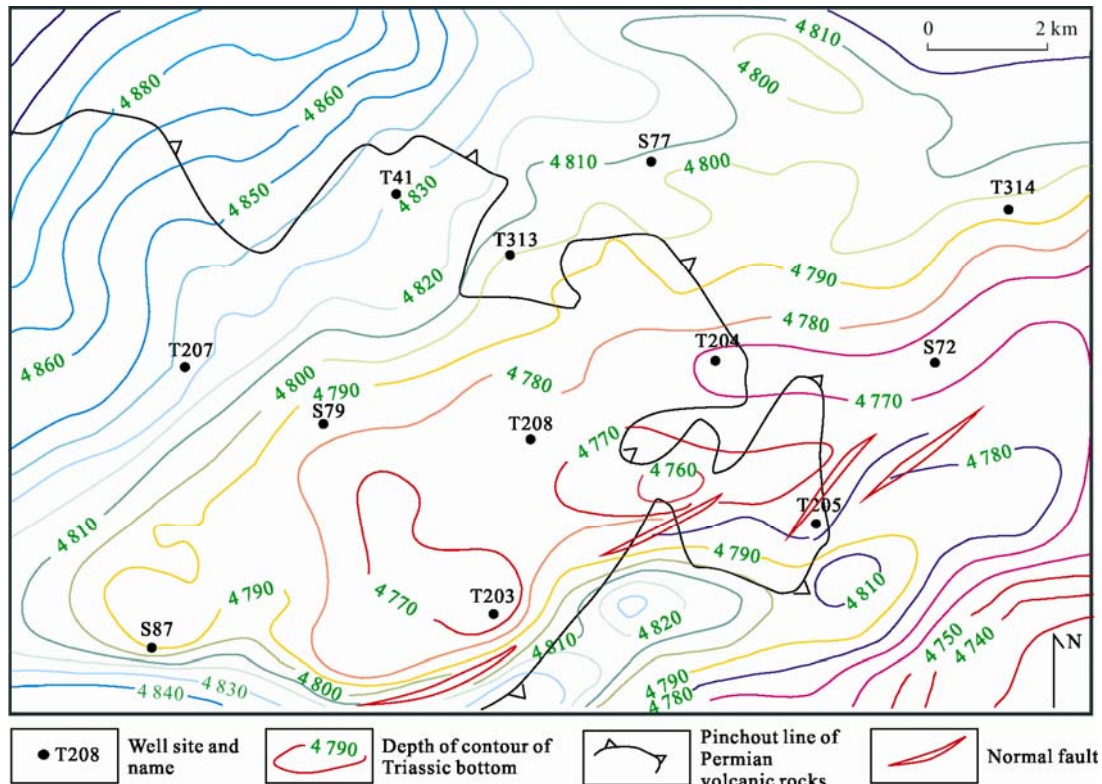 4 810
0 2 km
4 880
4 860
4 800
S77
4 810
4 800
T41
4 830
T314
4 850
T313
4 820
4 790
4 780
T204
S72
4 860
T207
4 800
4 790
4 780
4 770
S79
T208
4 770
4 760
4 780
T205
4 810
4 790
4 790
4 770
T203
4 810
4 820
4 810
4 750
4 740
N
S87
4 840
4 830
4 800
4 790
4 780
T208
Well site and
name
4 790
Depth of contour of
Triassic bottom
Pinchout line of
Permian
volcanic rocks
Normal fault